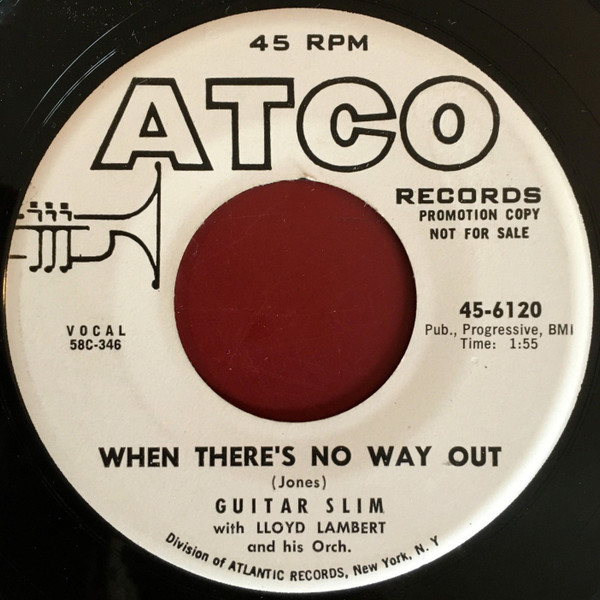 45 RPM
ATCO
RECORDS
PROMOTION COPY
NOT FOR SALE
45-6120
Pub., Progressive, BMI
Time: 1:55
VOCAL
58C-346
WHEN THERE'S NO WAY OUT
(Jones)
GUITAR SLIM
with LLOYD LAMBERT
and his Orch.
Division of ATLANTIC RECORDS, New York, N. Y